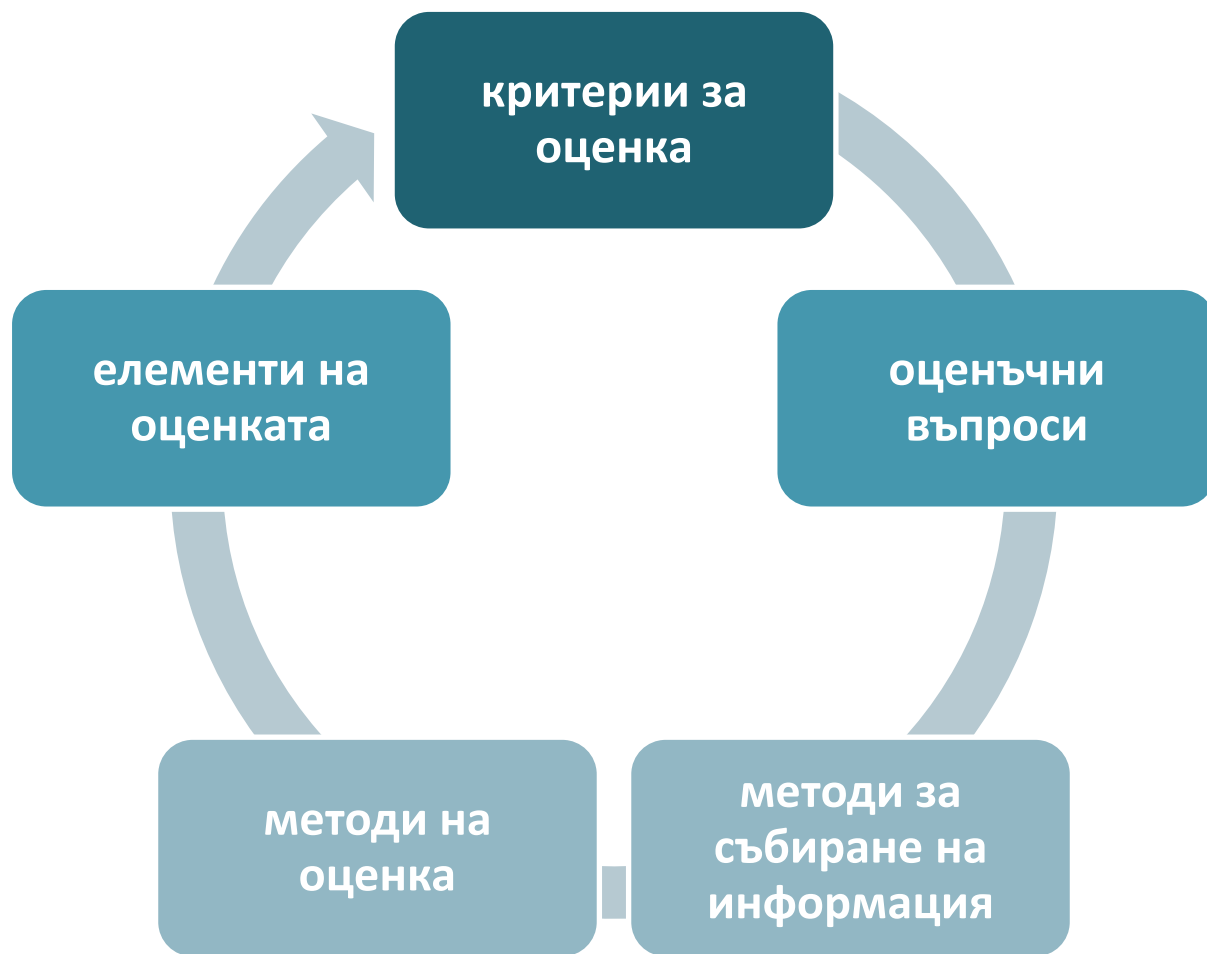 критерии за
оценка
оценъчни
въпроси
методи за
събиране на
информация
методи на
оценка
елементи на
оценката